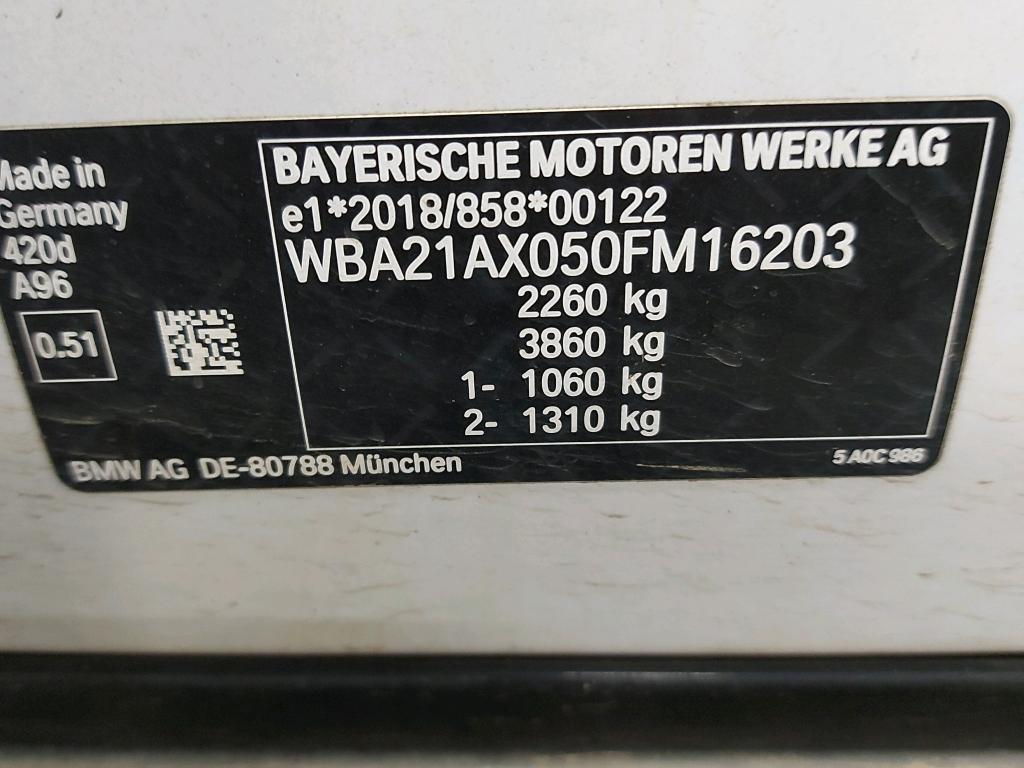 Made in
Germany
420d
A96
0.51
BAYERISCHE MOTOREN WERKE AG
e1*2018/858*00122
WBA21AX050FM16203
2260 kg
3860 kg
1- 1060 kg
2- 1310 kg
BMW AG DE-80788 München
5 A0C 986